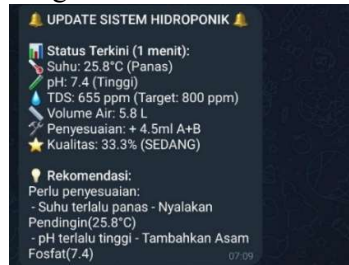 🔔 UPDATE SISTEM HIDROPONIK 🔔
📊 Status Terkini (1 menit):
🌡️ Suhu: 25.8°C (Panas)
🧪 pH: 7.4 (Tinggi)
💧 TDS: 655 ppm (Target: 800 ppm)
📏 Volume Air: 5.8 L
🛠️ Penyesuaian: + 4.5ml A+B
⭐ Kualitas: 33.3% (SEDANG)
💡 Rekomendasi:
Perlu penyesuaian:
- Suhu terlalu panas - Nyalakan
Pendingin(25.8°C)
- pH terlalu tinggi - Tambahkan Asam
Fosfat(7.4) 07:09